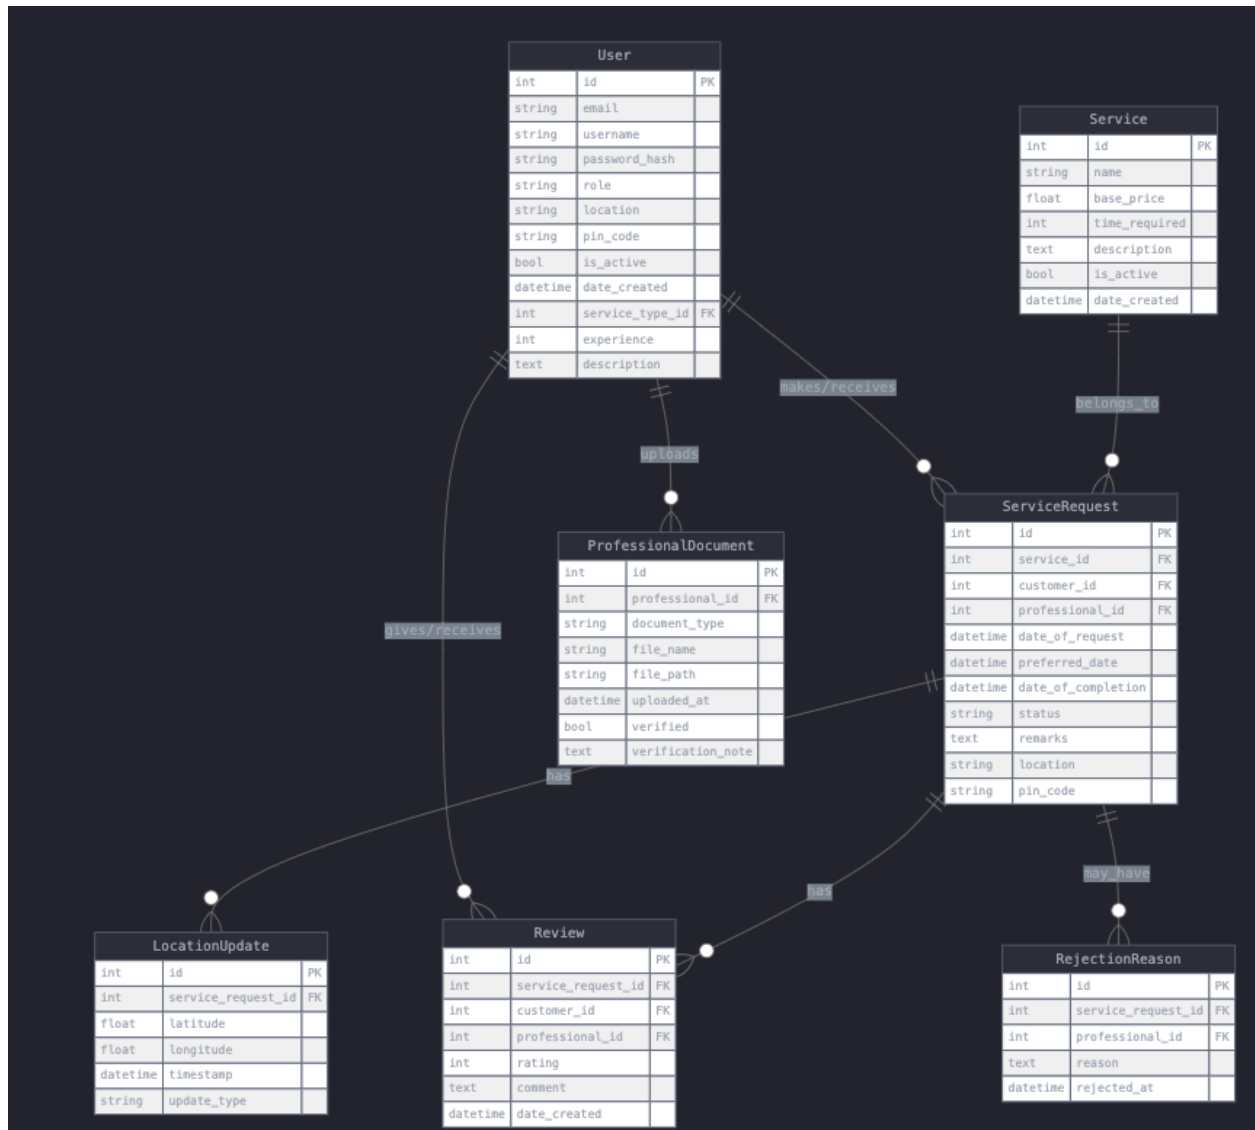 User
int id PK
string email
string username
string password_hash
string role
string location
string pin_code
bool is_active
datetime date_created
int service_type_id FK
int experience
text description
Service
int id PK
string name
float base_price
int time_required
text description
bool is_active
datetime date_created
makes/receives
belongs_to
uploads
gives/receives
ProfessionalDocument
int id PK
int professional_id FK
string document_type
string file_name
string file_path
datetime uploaded_at
bool verified
text verification_note
ServiceRequest
int id PK
int service_id FK
int customer_id FK
int professional_id FK
datetime date_of_request
datetime preferred_date
datetime date_of_completion
string status
text remarks
string location
string pin_code
has
has
may_have
LocationUpdate
int id PK
int service_request_id FK
float latitude
float longitude
datetime timestamp
string update_type
Review
int id PK
int service_request_id FK
int customer_id FK
int professional_id FK
int rating
text comment
datetime date_created
RejectionReason
int id PK
int service_request_id FK
int professional_id FK
text reason
datetime rejected_at